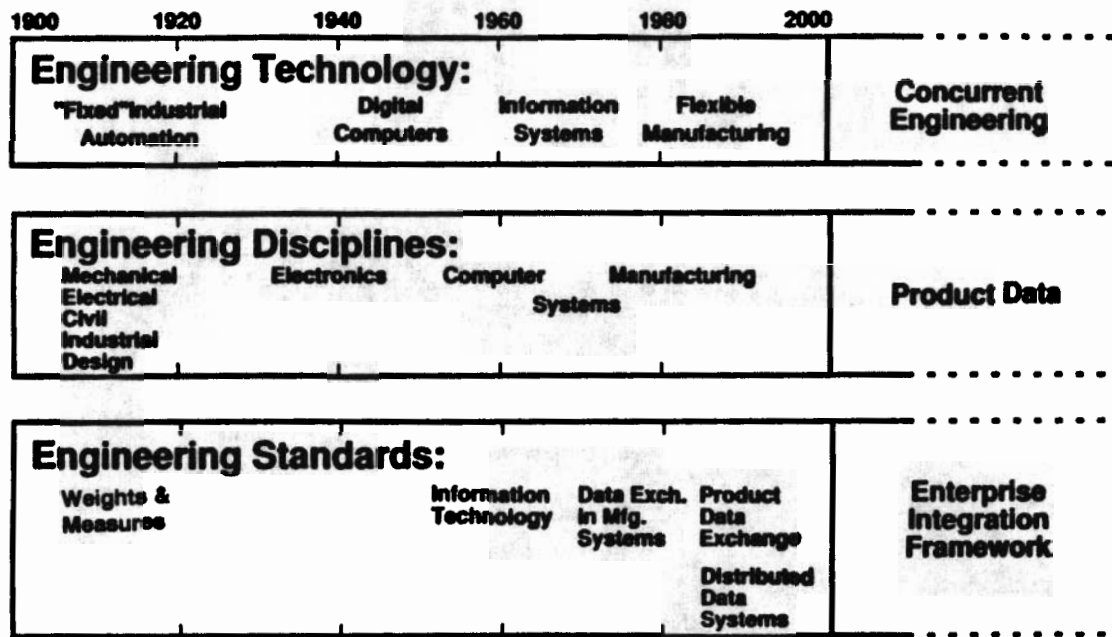 1900 1920 1940 1960 1980 2000
Engineering Technology:
"Fixed"Industrial
Automation
Digital
Computers
Information
Systems
Flexible
Manufacturing
Concurrent
Engineering
Engineering Disciplines:
Mechanical
Electrical
Civil
Industrial
Design
Electronics
Computer
Systems
Manufacturing
Product Data
Engineering Standards:
Weights &
Measures
Information
Technology
Data Exch.
In Mfg.
Systems
Product
Data
Exchange
Distributed
Data
Systems
Enterprise
Integration
Framework